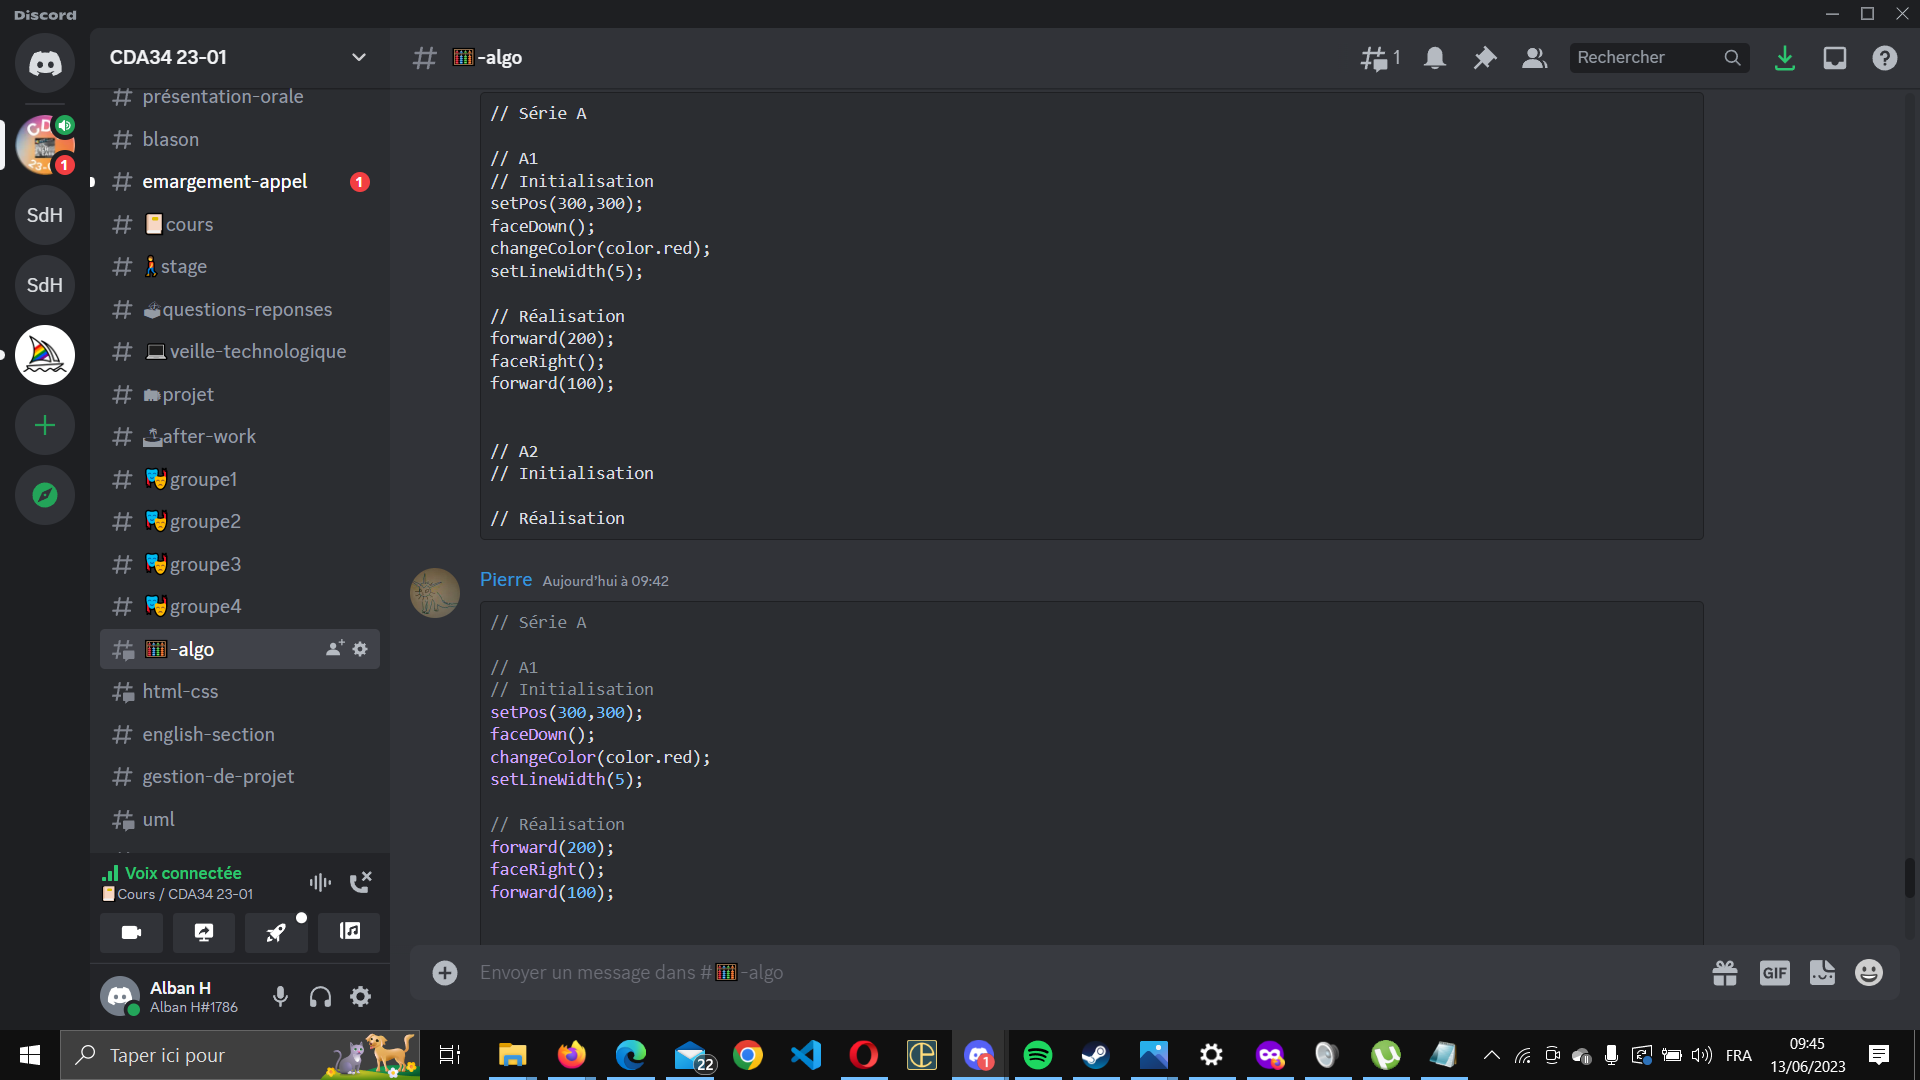 Discord
CDA34 23-01
-algo
1
Rechercher
présentation-orale
blason
emargement-appel
1
cours
stage
questions-reponses
veille-technologique
projet
after-work
groupe1
groupe2
groupe3
groupe4
-algo
html-css
english-section
gestion-de-projet
uml
CD
23-
1
SdH
SdH
// Série A
// A1
// Initialisation
setPos(300,300);
faceDown();
changeColor(color.red);
setLineWidth(5);
// Réalisation
forward(200);
faceRight();
forward(100);
// A2
// Initialisation
// Réalisation
Pierre Aujourd'hui à 09:42
// Série A
// A1
// Initialisation
setPos(300,300);
faceDown();
changeColor(color.red);
setLineWidth(5);
// Réalisation
forward(200);
faceRight();
forward(100);
Voix connectée
Cours / CDA34 23-01
Alban H
Alban H#1786
Envoyer un message dans # -algo
GIF
Taper ici pour
22
1
FRA
09:45
13/06/2023